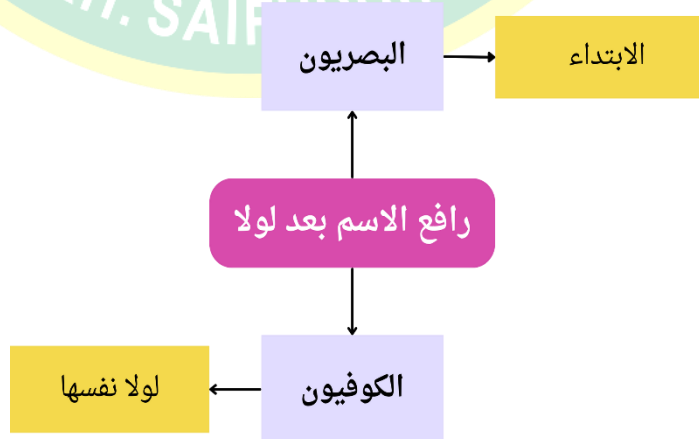 البصريون
الابتداء
رافع الاسم بعد لولا
الكوفيون
لولا نفسها